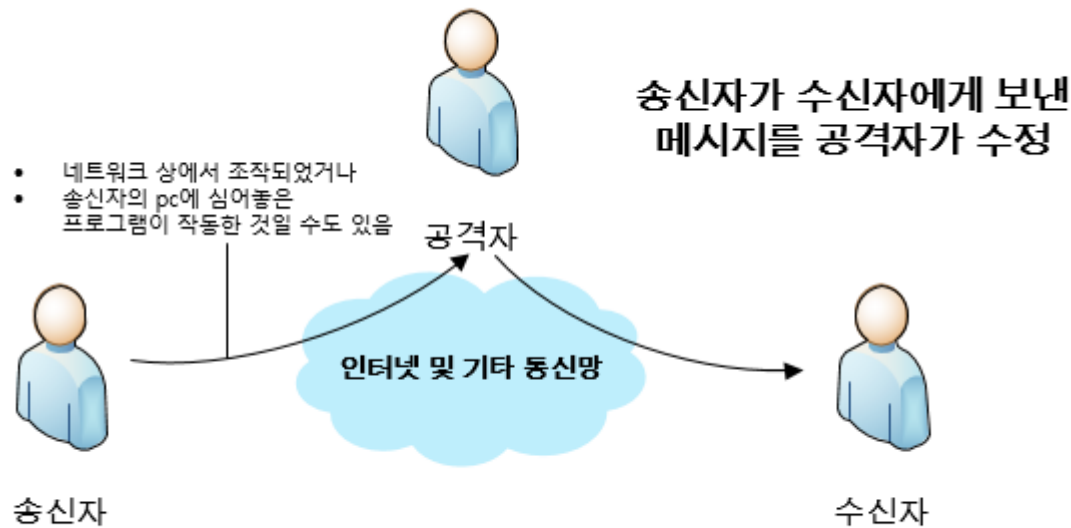 송신자가 수신자에게 보낸
메시지를 공격자가 수정
• 네트워크 상에서 조작되었거나
• 송신자의 pc에 심어놓은
프로그램이 작동한 것일 수도 있음
공격자
인터넷 및 기타 통신망
송신자
수신자